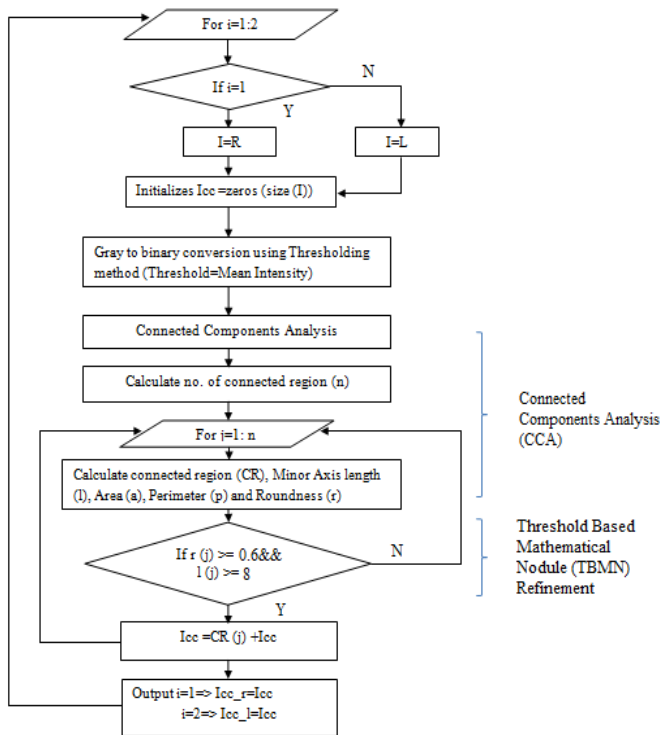 For i=1:2
If i=1
N
Y
I=R
I=L
Initializes Icc =zeros (size (I))
Gray to binary conversion using Thresholding
method (Threshold=Mean Intensity)
Connected Components Analysis
Calculate no. of connected region (n)
For j=1: n
Calculate connected region (CR), Minor Axis length
(l), Area (a), Perimeter (p) and Roundness (r)
Connected
Components Analysis
(CCA)
If r (j) >= 0.6&&
l (j) >= 8
N
Y
Threshold Based
Mathematical
Nodule (TBMN)
Refinement
Icc =CR (j) +Icc
Output i=1=> Icc_r=Icc
i=2=> Icc_l=Icc